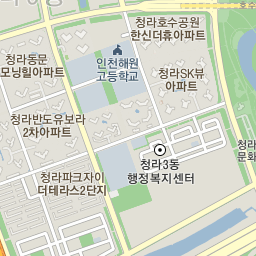 청라호수공원
한신더휴아파트
청라동문
모닝힐아파트
인천해원
고등학교
청라SK뷰
아파트
청라반도유보라
2차아파트
청라3동
행정복지센터
청라
문화
청라파크자이
더테라스2단지